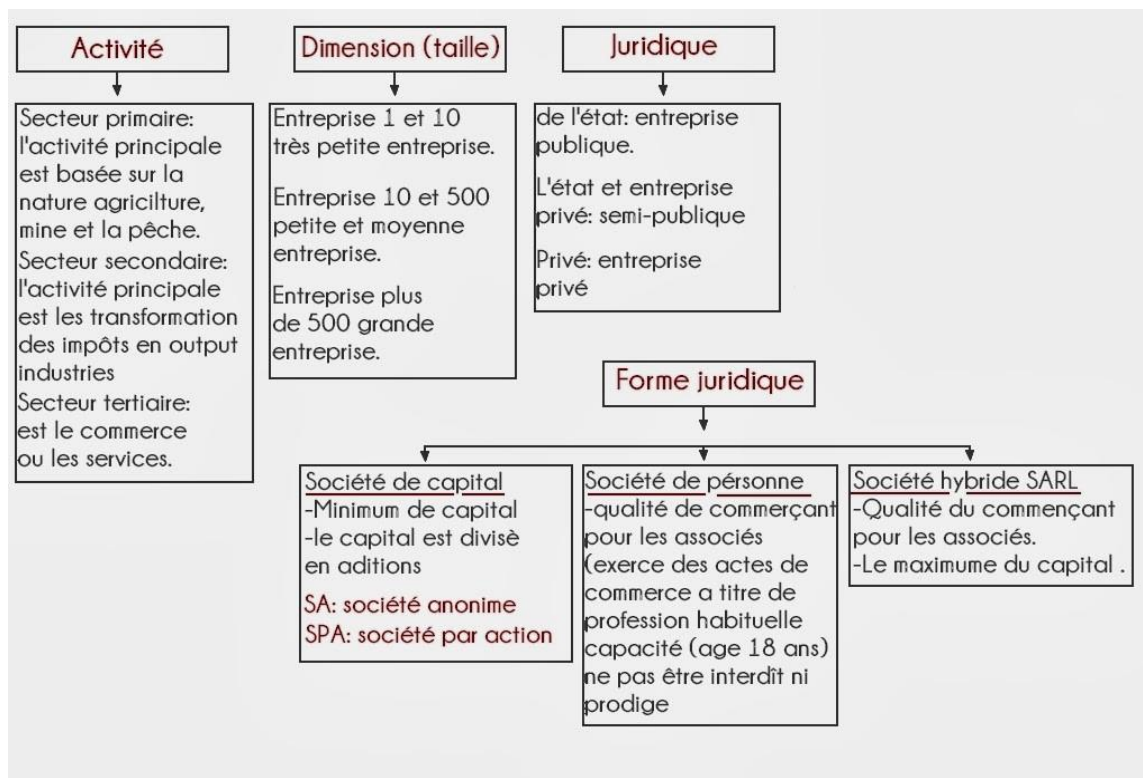 Activité
Secteur primaire:
l'activité principale
est basée sur la
nature agricilture,
mine et la pêche.
Secteur secondaire:
l'activité principale
est les transformation
des impôts en output
industries
Secteur tertiaire:
est le commerce
ou les services.
Dimension (taille)
Entreprise 1 et 10
très petite entreprise.
Entreprise 10 et 500
petite et moyenne
entreprise.
Entreprise plus
de 500 grande
entreprise.
Juridique
de l'état: entreprise
publique.
L'état et entreprise
privé: semi-publique
Privé: entreprise
privé
Forme juridique
Société de capital
-Minimum de capital
-le capital est divisè
en aditions
SA: société anonime
SPA: société par action
Société de pérsonne
-qualité de commerçant
pour les associés
(exerce des actes de
commerce a titre de
profession habituelle
capacité (age 18 ans)
ne pas être interdît ni
prodige
Société hybride SARL
-Qualité du commençant
pour les associés.
-Le maximume du capital .